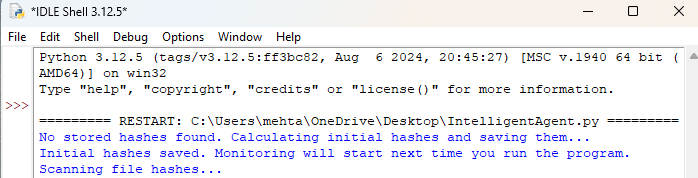 *IDLE Shell 3.12.5*
File Edit Shell Debug Options Window Help
Python 3.12.5 (tags/v3.12.5:ff3bc82, Aug  6 2024, 20:45:27) [MSC v.1940 64 bit (
AMD64)] on win32
Type "help", "copyright", "credits" or "license()" for more information.
>>>
========= RESTART: C:\Users\mehta\OneDrive\Desktop\IntelligentAgent.py =========
No stored hashes found. Calculating initial hashes and saving them...
Initial hashes saved. Monitoring will start next time you run the program.
Scanning file hashes...